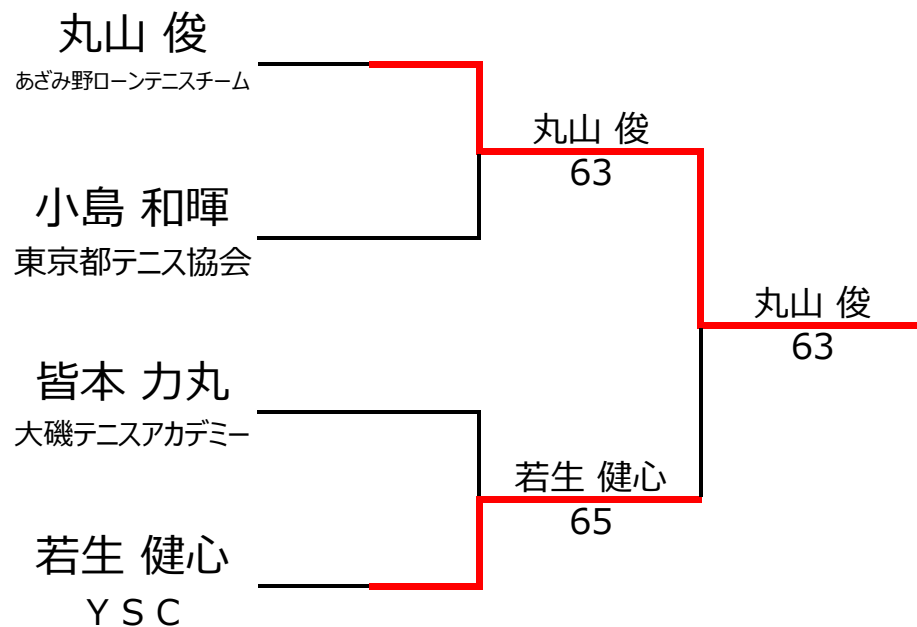 丸山 俊
あざみ野ローンテニスチーム
丸山 俊
63
小島 和暉
東京都テニス協会
丸山 俊
63
皆本 力丸
大磯テニスアカデミー
若生 健心
65
若生 健心
ＹＳＣ